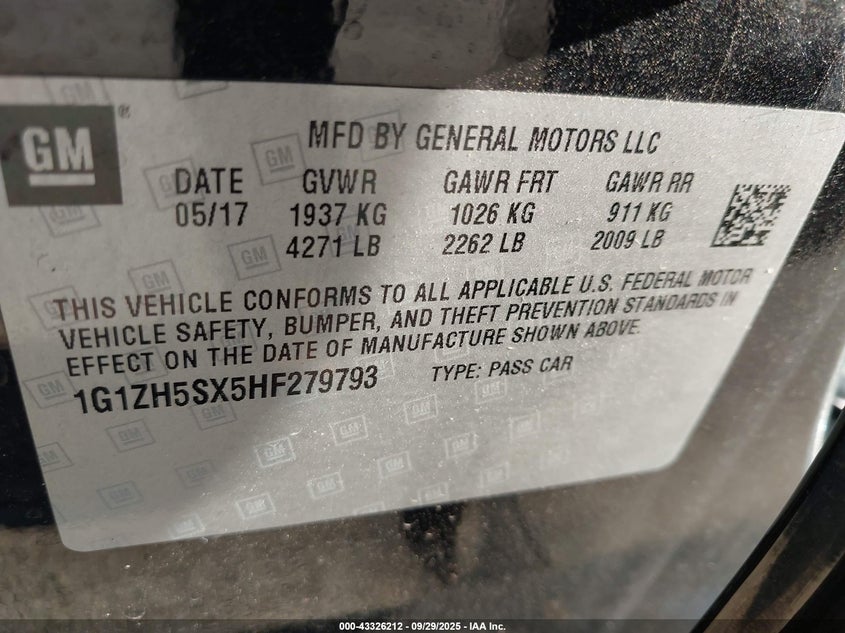 GM
®
MFD BY GENERAL MOTORS LLC
DATE GVWR GAWR FRT GAWR RR
05/17 1937 KG 1026 KG 911 KG
4271 LB 2262 LB 2009 LB
THIS VEHICLE CONFORMS TO ALL APPLICABLE U.S. FEDERAL MOTOR
VEHICLE SAFETY, BUMPER, AND THEFT PREVENTION STANDARDS IN
EFFECT ON THE DATE OF MANUFACTURE SHOWN ABOVE.
1G1ZH5SX5HF279793 TYPE: PASS CAR
000-43326212 - 09/29/2025 - IAA Inc.